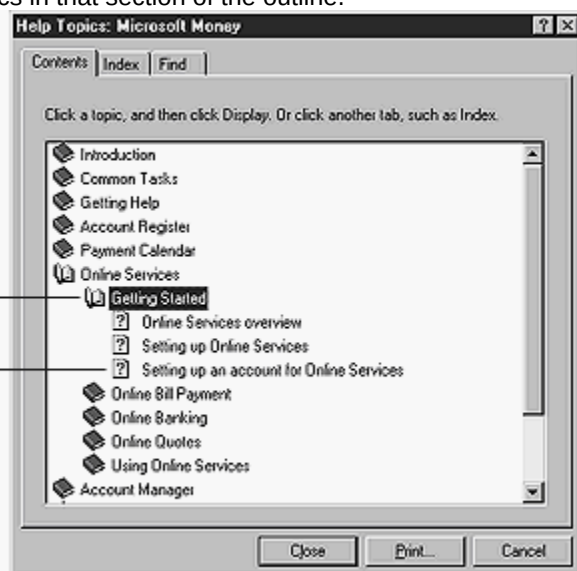 cs in that section of the outline.
Help Topics: Microsoft Money
Contents Index Find
Click a topic, and then click Display. Or click another tab, such as Index.
Introduction
Common Tasks
Getting Help
Account Register
Payment Calendar
Online Services
Getting Started
Online Services overview
Setting up Online Services
Setting up an account for Online Services
Online Bill Payment
Online Banking
Online Quotes
Using Online Services
Account Manager
Close Print... Cancel